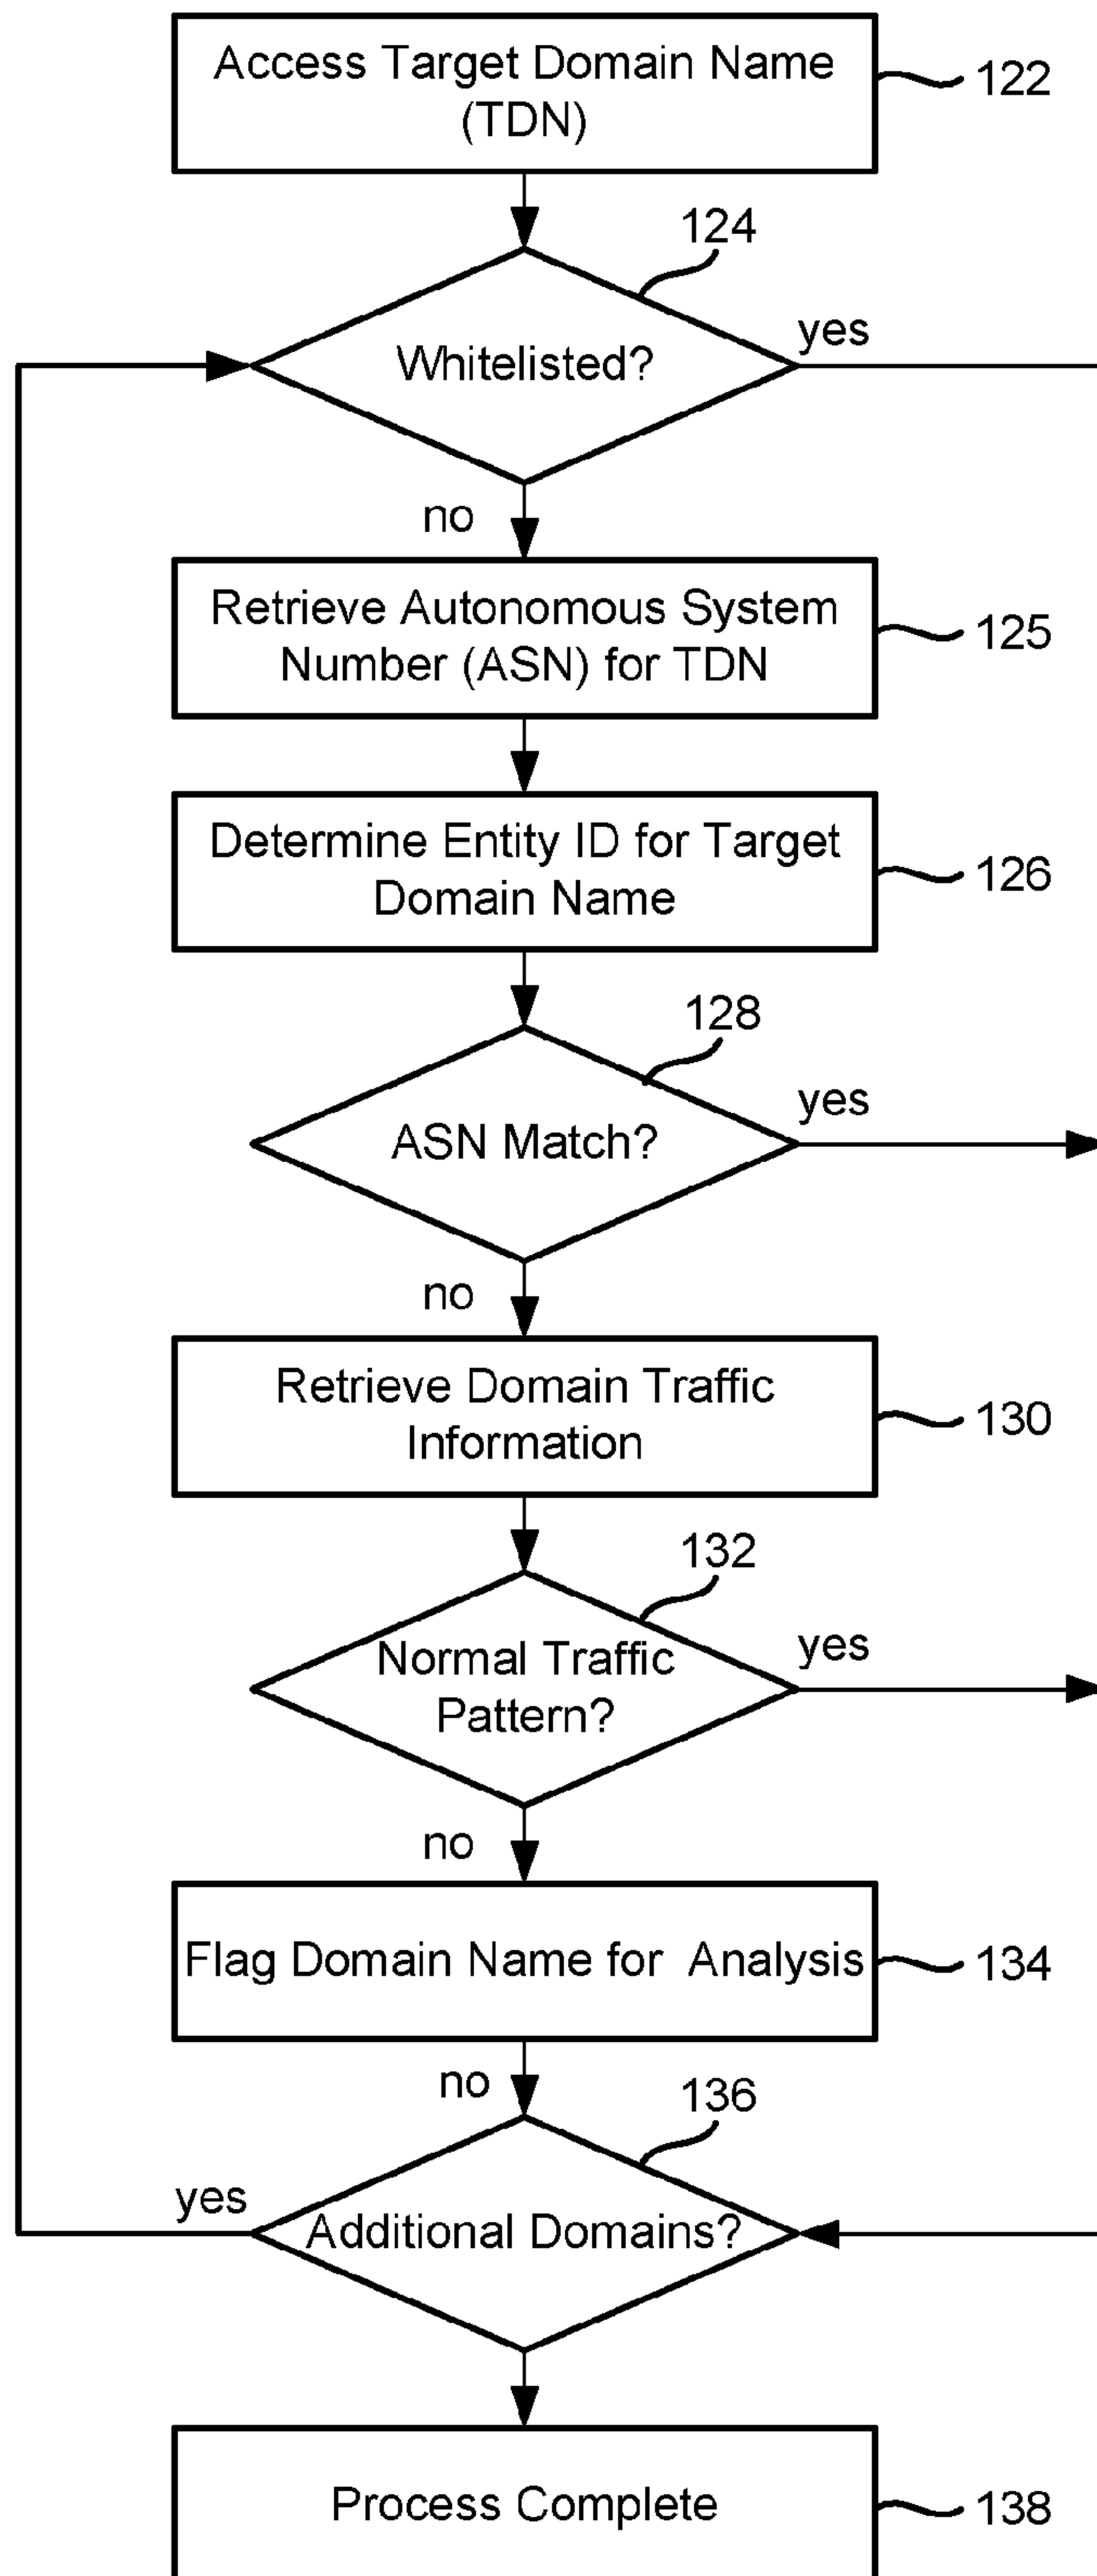 Access Target Domain Name
(TDN)
122
124
Whitelisted?
yes
no
Retrieve Autonomous System
Number (ASN) for TDN
125
Determine Entity ID for Target
Domain Name
126
128
ASN Match?
yes
no
Retrieve Domain Traffic
Information
130
132
Normal Traffic
Pattern?
yes
no
Flag Domain Name for Analysis
134
no
136
yes
Additional Domains?
Process Complete
138